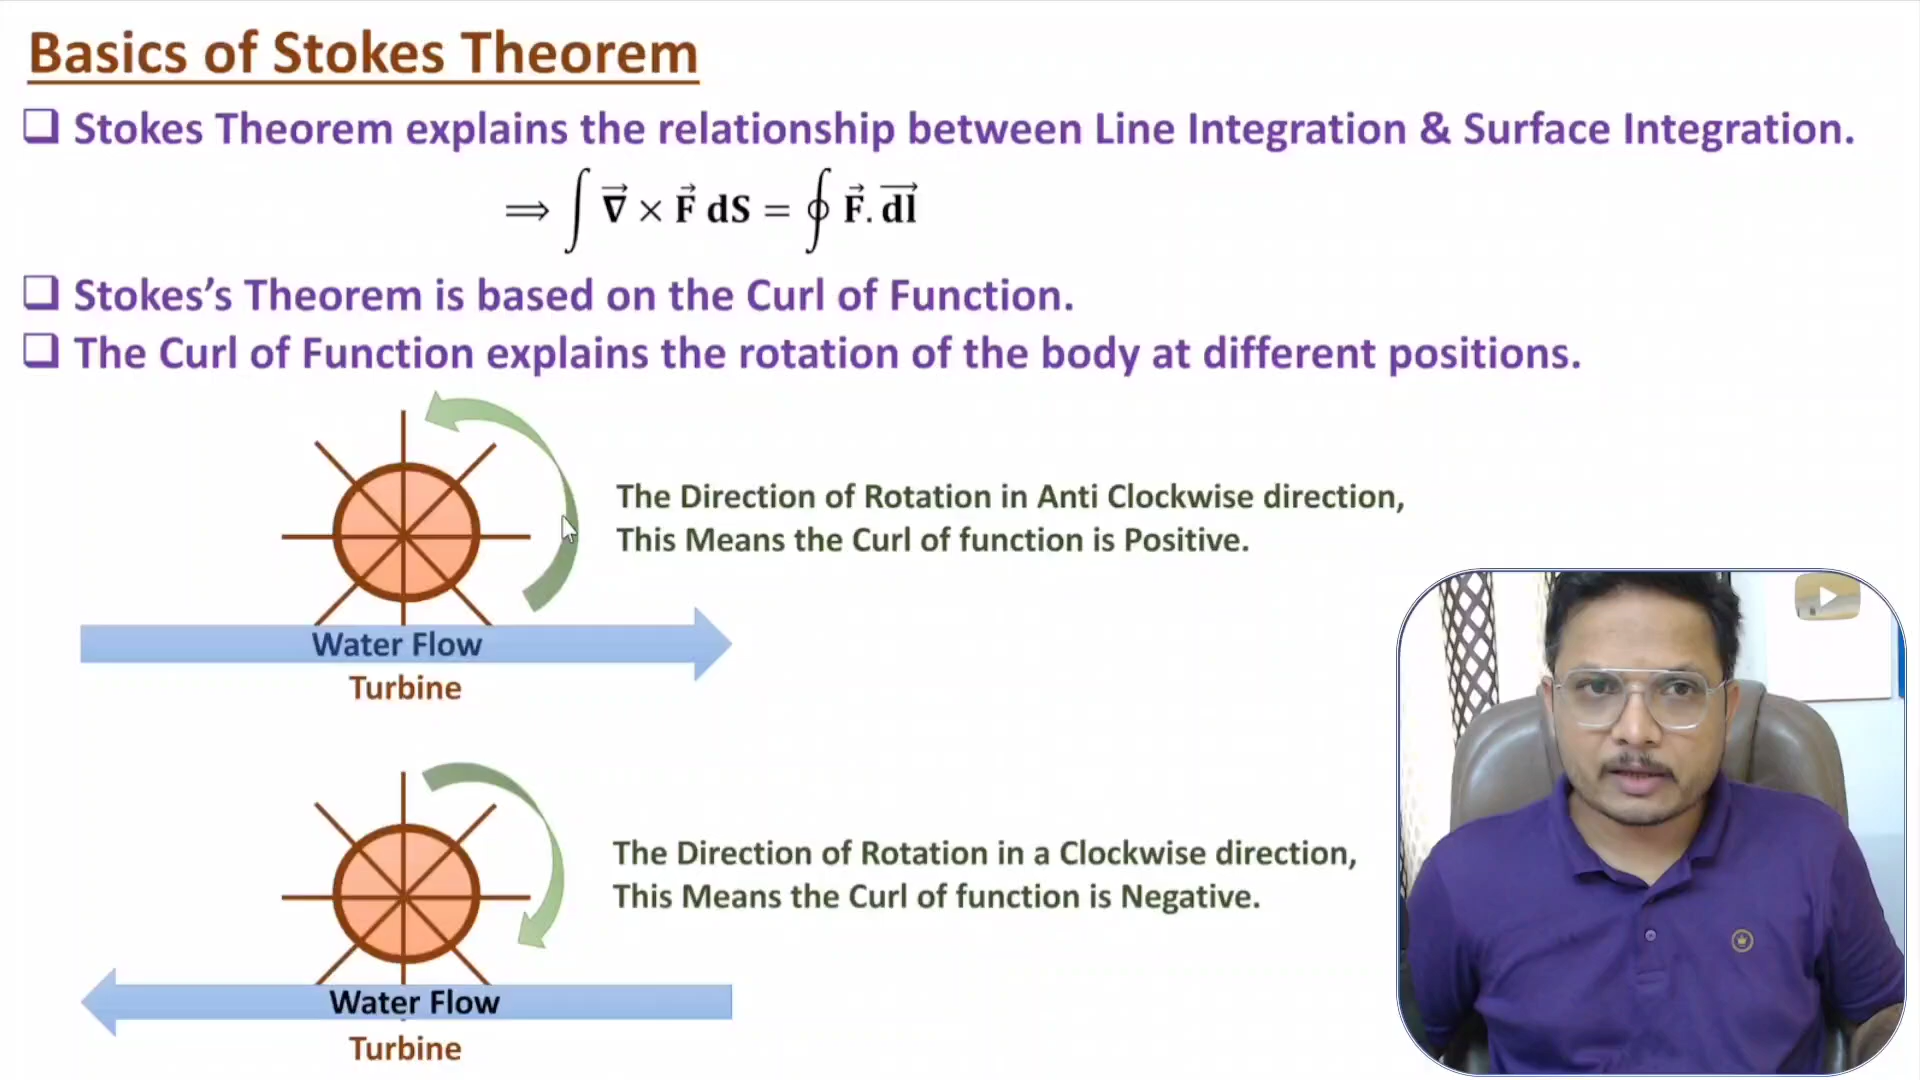 Basics of Stokes Theorem
❑ Stokes Theorem explains the relationship between Line Integration & Surface Integration.
⟹ ∫ ∇⃗ × F⃗ dS = ∮ F⃗. dl⃗
❑ Stokes’s Theorem is based on the Curl of Function.
❑ The Curl of Function explains the rotation of the body at different positions.
The Direction of Rotation in Anti Clockwise direction,
This Means the Curl of function is Positive.
Water Flow
Turbine
The Direction of Rotation in a Clockwise direction,
This Means the Curl of function is Negative.
Water Flow
Turbine